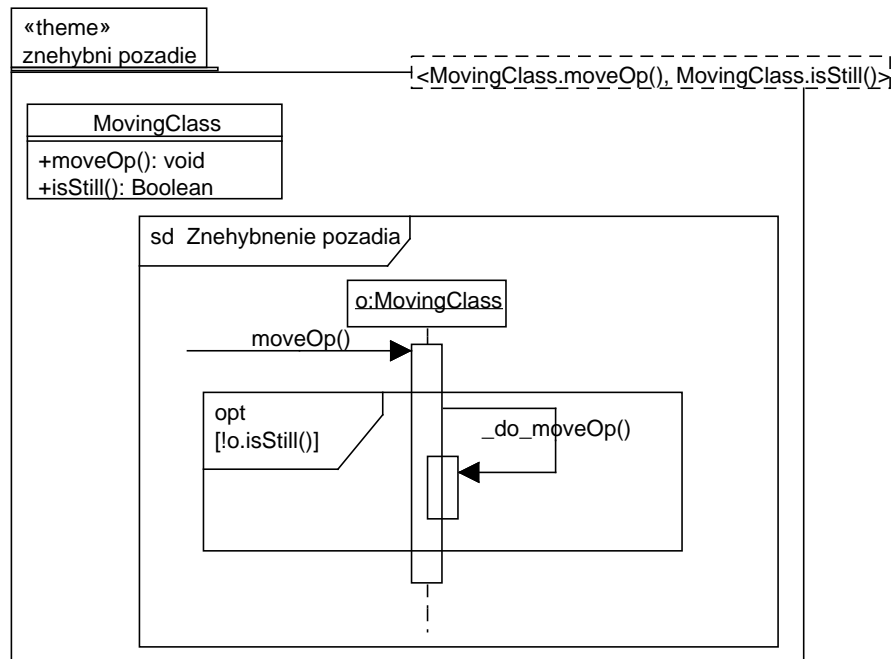 «theme»
znehybni pozadie
<MovingClass.moveOp(), MovingClass.isStill()>
MovingClass
+moveOp(): void
+isStill(): Boolean
sd  Znehybnenie pozadia
o:MovingClass
moveOp()
opt
[!o.isStill()]
_do_moveOp()